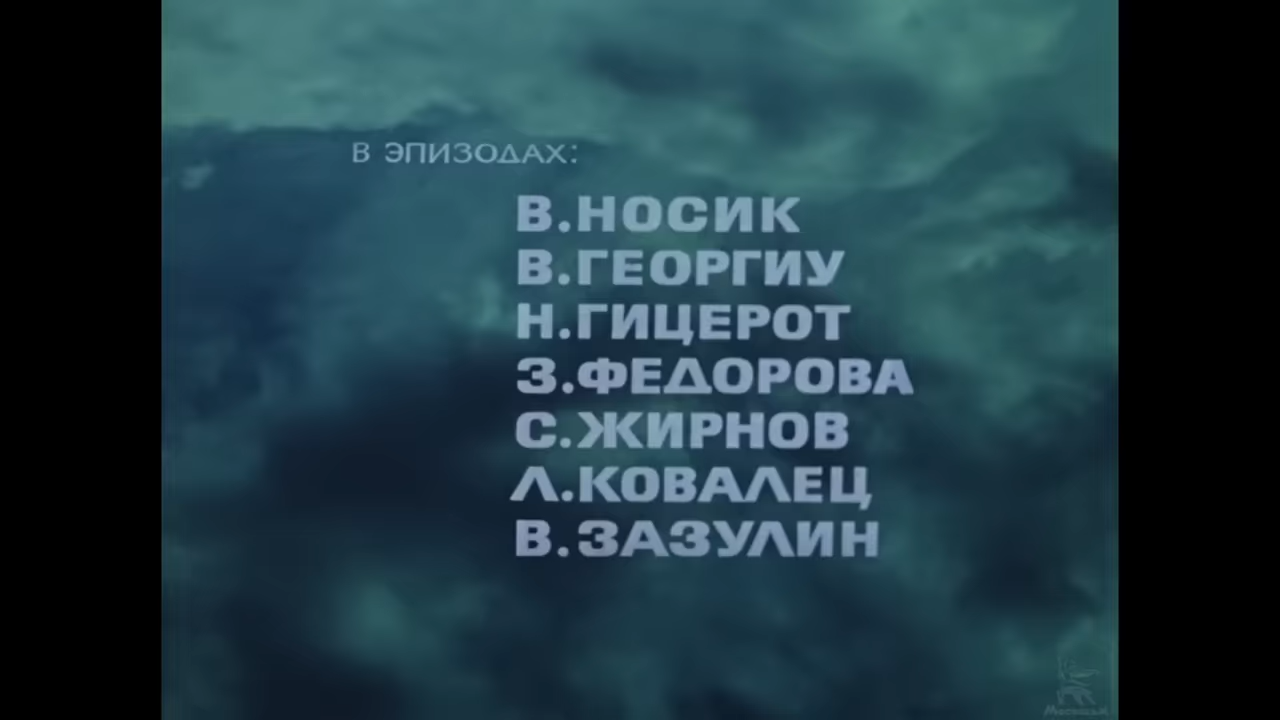 В ЭПИЗОДАХ:
В.НОСИК
В.ГЕОРГИУ
Н.ГИЦЕРОТ
З.ФЕДОРОВА
С.ЖИРНОВ
Л.КОВАЛЕЦ
В.ЗАЗУЛИН